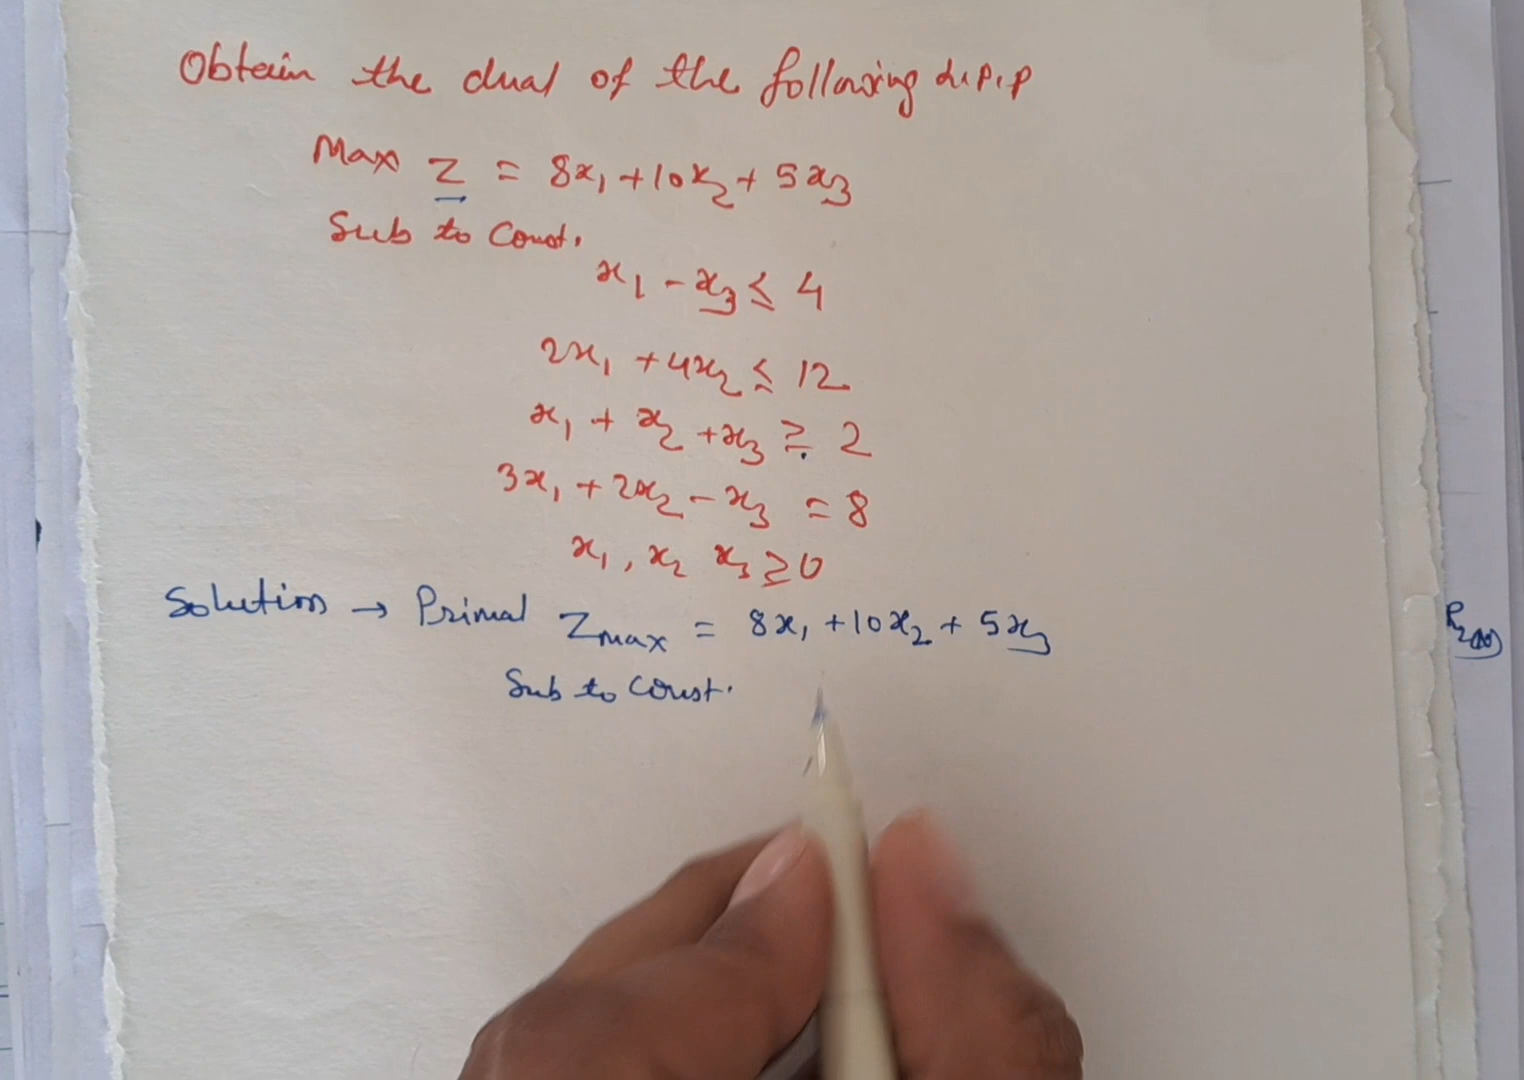 Obtain the dual of the following L.P.P
Max Z = 8x₁ + 10x₂ + 5x₃
Sub to Const.
x₁ - x₃ ≤ 4
2x₁ + 4x₂ ≤ 12
x₁ + x₂ + x₃ ≥ 2
3x₁ + 2x₂ - x₃ = 8
x₁, x₂ x₃ ≥ 0
Solution → Primal Zmax = 8x₁ + 10x₂ + 5x₃
Sub to Const.